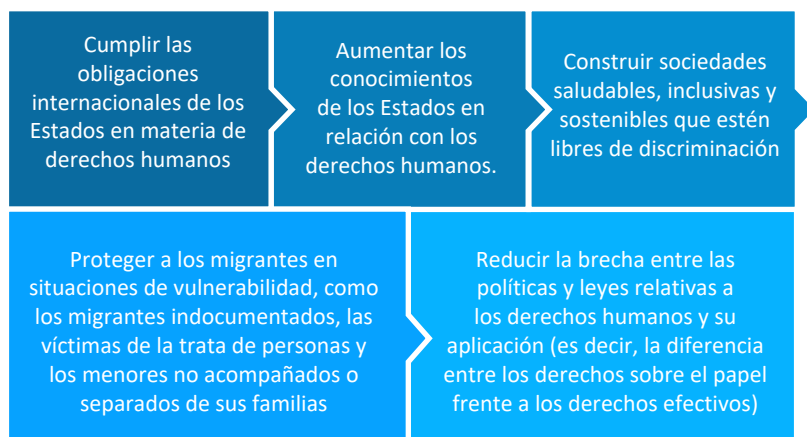 Cumplir las
obligaciones
internacionales de los
Estados en materia de
derechos humanos
Aumentar los
conocimientos
de los Estados en
relación con los
derechos humanos.
Construir sociedades
saludables, inclusivas y
sostenibles que estén
libres de discriminación
Proteger a los migrantes en
situaciones de vulnerabilidad, como
los migrantes indocumentados, las
víctimas de la trata de personas y
los menores no acompañados o
separados de sus familias
Reducir la brecha entre las
políticas y leyes relativas a
los derechos humanos y su
aplicación (es decir, la diferencia
entre los derechos sobre el papel
frente a los derechos efectivos)